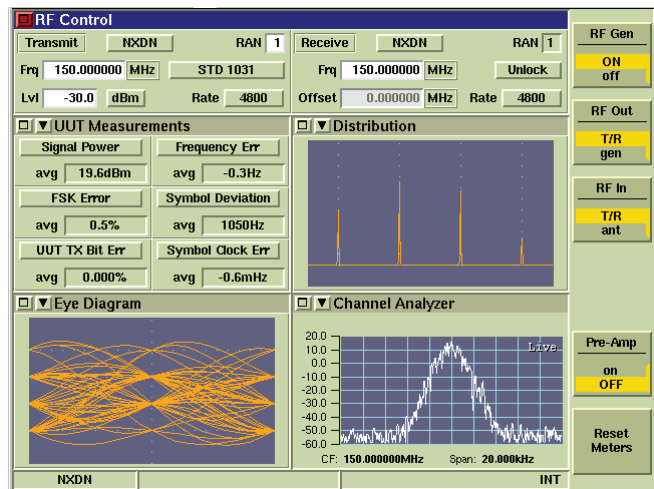 RF Control
Transmit NXDN RAN 1
Frq 150.000000 MHz STD 1031
Lvl -30.0 dBm Rate 4800
Receive NXDN RAN 1
Frq 150.000000 MHz Unlock
Offset 0.000000 MHz Rate 4800
UUT Measurements
Signal Power Frequency Err
avg 19.6dBm avg -0.3Hz
FSK Error Symbol Deviation
avg 0.5% avg 1050Hz
UUT TX Bit Err Symbol Clock Err
avg 0.000% avg -0.6mHz
Distribution
Eye Diagram
Channel Analyzer
Live
20.0
10.0
0.0
-10.0
-20.0
-30.0
-40.0
-50.0
-60.0
CF: 150.000000MHz Span: 20.000kHz
NXDN INT
RF Gen
ON
off
RF Out
T/R
gen
RF In
T/R
ant
Pre-Amp
on
OFF
Reset
Meters